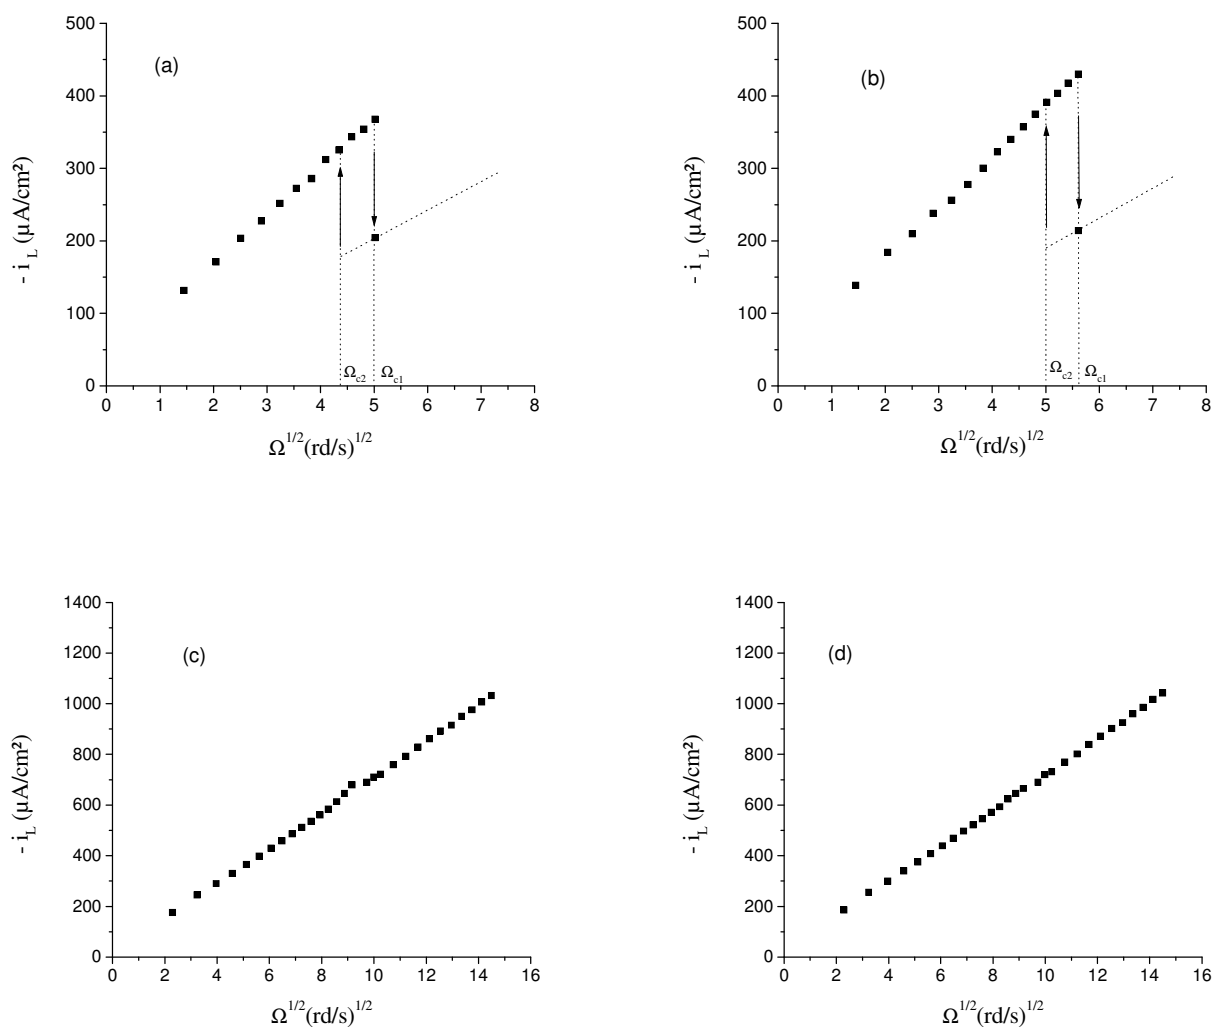 (a)
500
400
300
200
100
0
- i L (µA/cm²)
Ωc2 Ωc1
0 1 2 3 4 5 6 7 8
Ω1/2(rd/s)1/2
(b)
500
400
300
200
100
0
- i L (µA/cm²)
Ωc2 Ωc1
0 1 2 3 4 5 6 7 8
Ω1/2(rd/s)1/2
(c)
1400
1200
1000
800
600
400
200
0
- i L (µA/cm²)
0 2 4 6 8 10 12 14 16
Ω1/2(rd/s)1/2
(d)
1400
1200
1000
800
600
400
200
0
- i L (µA/cm²)
0 2 4 6 8 10 12 14 16
Ω1/2(rd/s)1/2